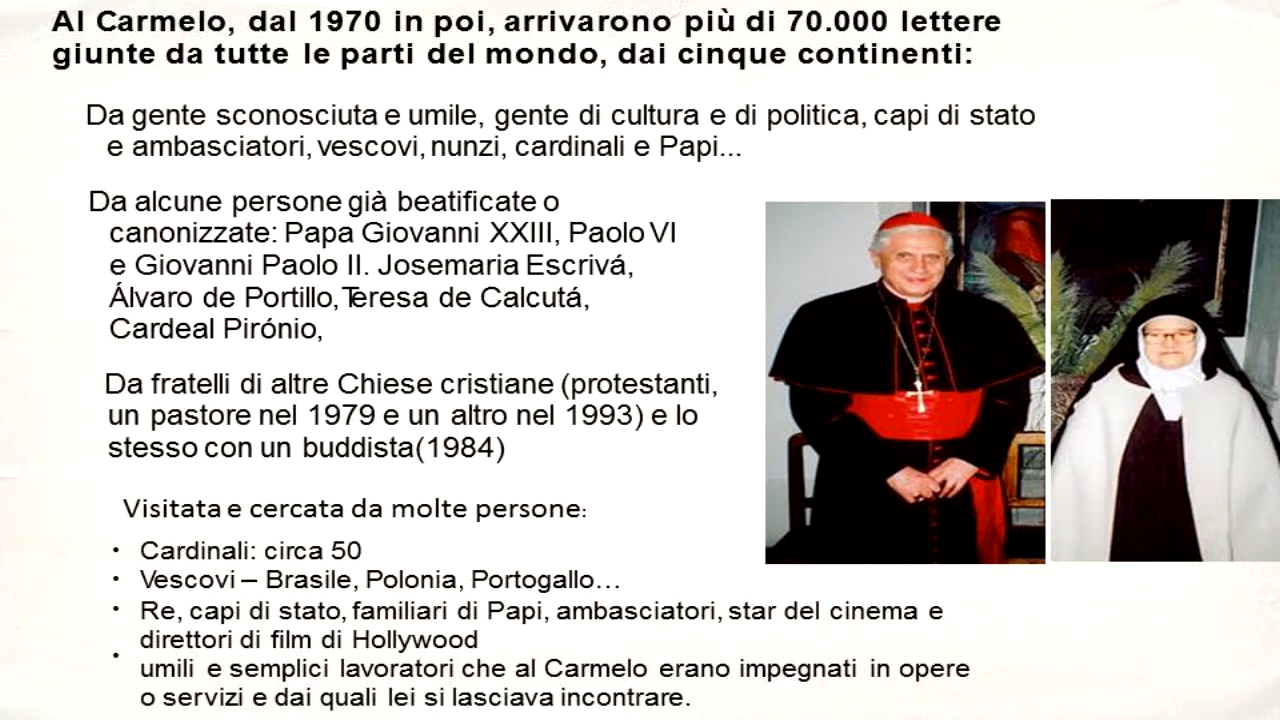 Al Carmelo, dal 1970 in poi, arrivarono più di 70.000 lettere
giunte da tutte le parti del mondo, dai cinque continenti:
Da gente sconosciuta e umile, gente di cultura e di politica, capi di stato
e ambasciatori, vescovi, nunzi, cardinali e Papi...
Da alcune persone già beatificate o
canonizzate: Papa Giovanni XXIII, Paolo VI
e Giovanni Paolo II. Josemaria Escrivá,
Álvaro de Portillo, Teresa de Calcutá,
Cardeal Pirónio,
Da fratelli di altre Chiese cristiane (protestanti,
un pastore nel 1979 e un altro nel 1993) e lo
stesso con un buddista(1984)
Visitata e cercata da molte persone:
• Cardinali: circa 50
• Vescovi – Brasile, Polonia, Portogallo…
• Re, capi di stato, familiari di Papi, ambasciatori, star del cinema e
direttori di film di Hollywood
• umili e semplici lavoratori che al Carmelo erano impegnati in opere
o servizi e dai quali lei si lasciava incontrare.